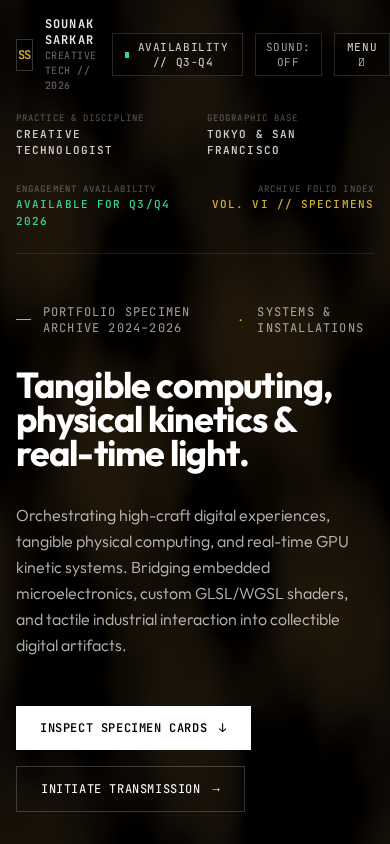 SS
SOUNAK
SARKAR
CREATIVE
TECH //
2026
AVAILABILITY
// Q3-Q4
SOUND:
OFF
MENU
PRACTICE & DISCIPLINE
CREATIVE
TECHNOLOGIST
GEOGRAPHIC BASE
TOKYO & SAN
FRANCISCO
ENGAGEMENT AVAILABILITY
AVAILABLE FOR Q3/Q4
2026
ARCHIVE FOLIO INDEX
VOL. VI // SPECIMENS
— PORTFOLIO SPECIMEN
ARCHIVE 2024–2026
· SYSTEMS &
INSTALLATIONS
Tangible computing,
physical kinetics &
real-time light.
Orchestrating high-craft digital experiences,
tangible physical computing, and real-time GPU
kinetic systems. Bridging embedded
microelectronics, custom GLSL/WGSL shaders,
and tactile industrial interaction into collectible
digital artifacts.
INSPECT SPECIMEN CARDS ↓
INITIATE TRANSMISSION →